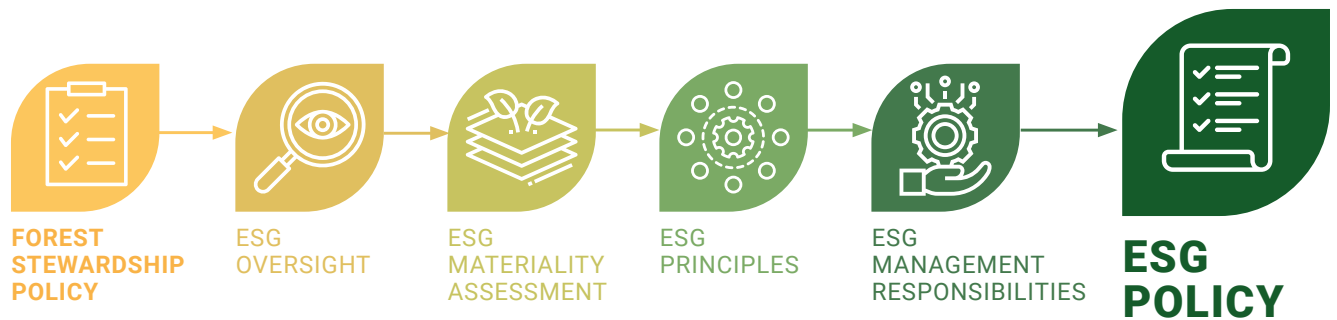 FOREST
STEWARDSHIP
POLICY
ESG
OVERSIGHT
ESG
MATERIALITY
ASSESSMENT
ESG
PRINCIPLES
ESG
MANAGEMENT
RESPONSIBILITIES
ESG
POLICY